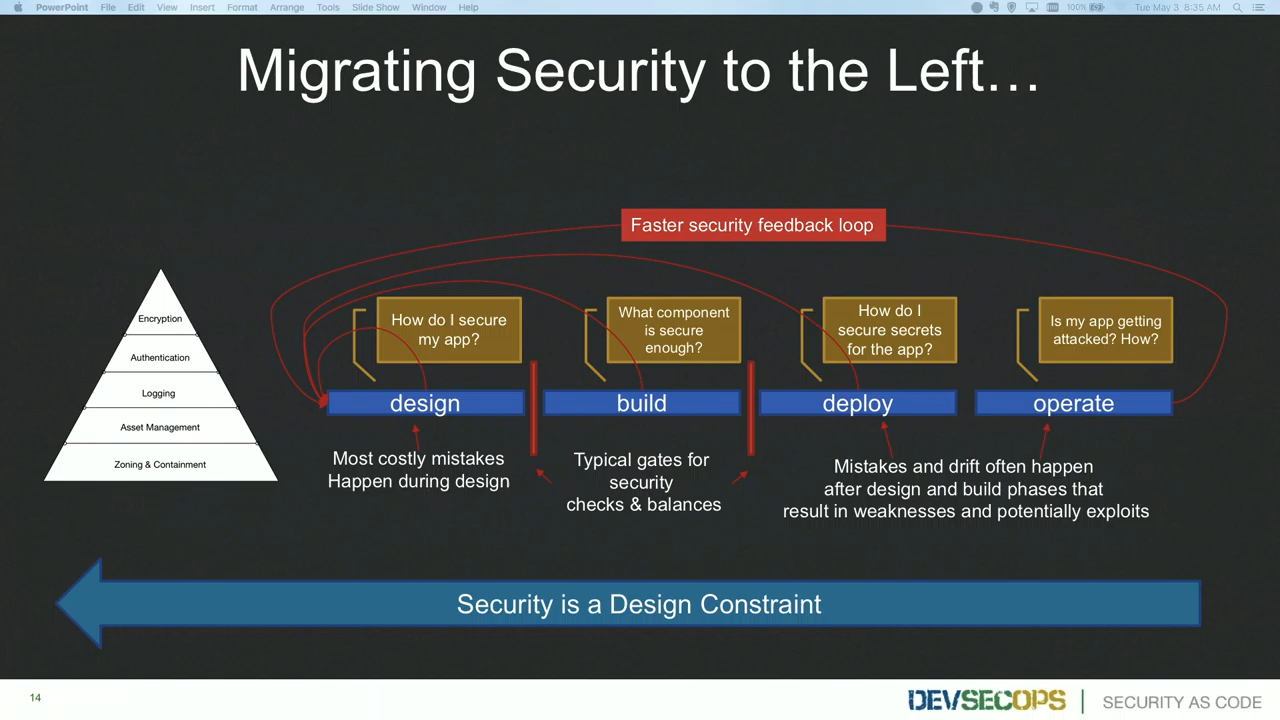 PowerPoint File Edit View Insert Format Arrange Tools Slide Show Window Help 100% Tue May 3 8:35 AM
Migrating Security to the Left…
Faster security feedback loop
Encryption
Authentication
Logging
Asset Management
Zoning & Containment
How do I secure
my app?
What component
is secure
enough?
How do I
secure secrets
for the app?
Is my app getting
attacked? How?
design
build
deploy
operate
Most costly mistakes
Happen during design
Typical gates for
security
checks & balances
Mistakes and drift often happen
after design and build phases that
result in weaknesses and potentially exploits
Security is a Design Constraint
14
DEVSECOPS | SECURITY AS CODE